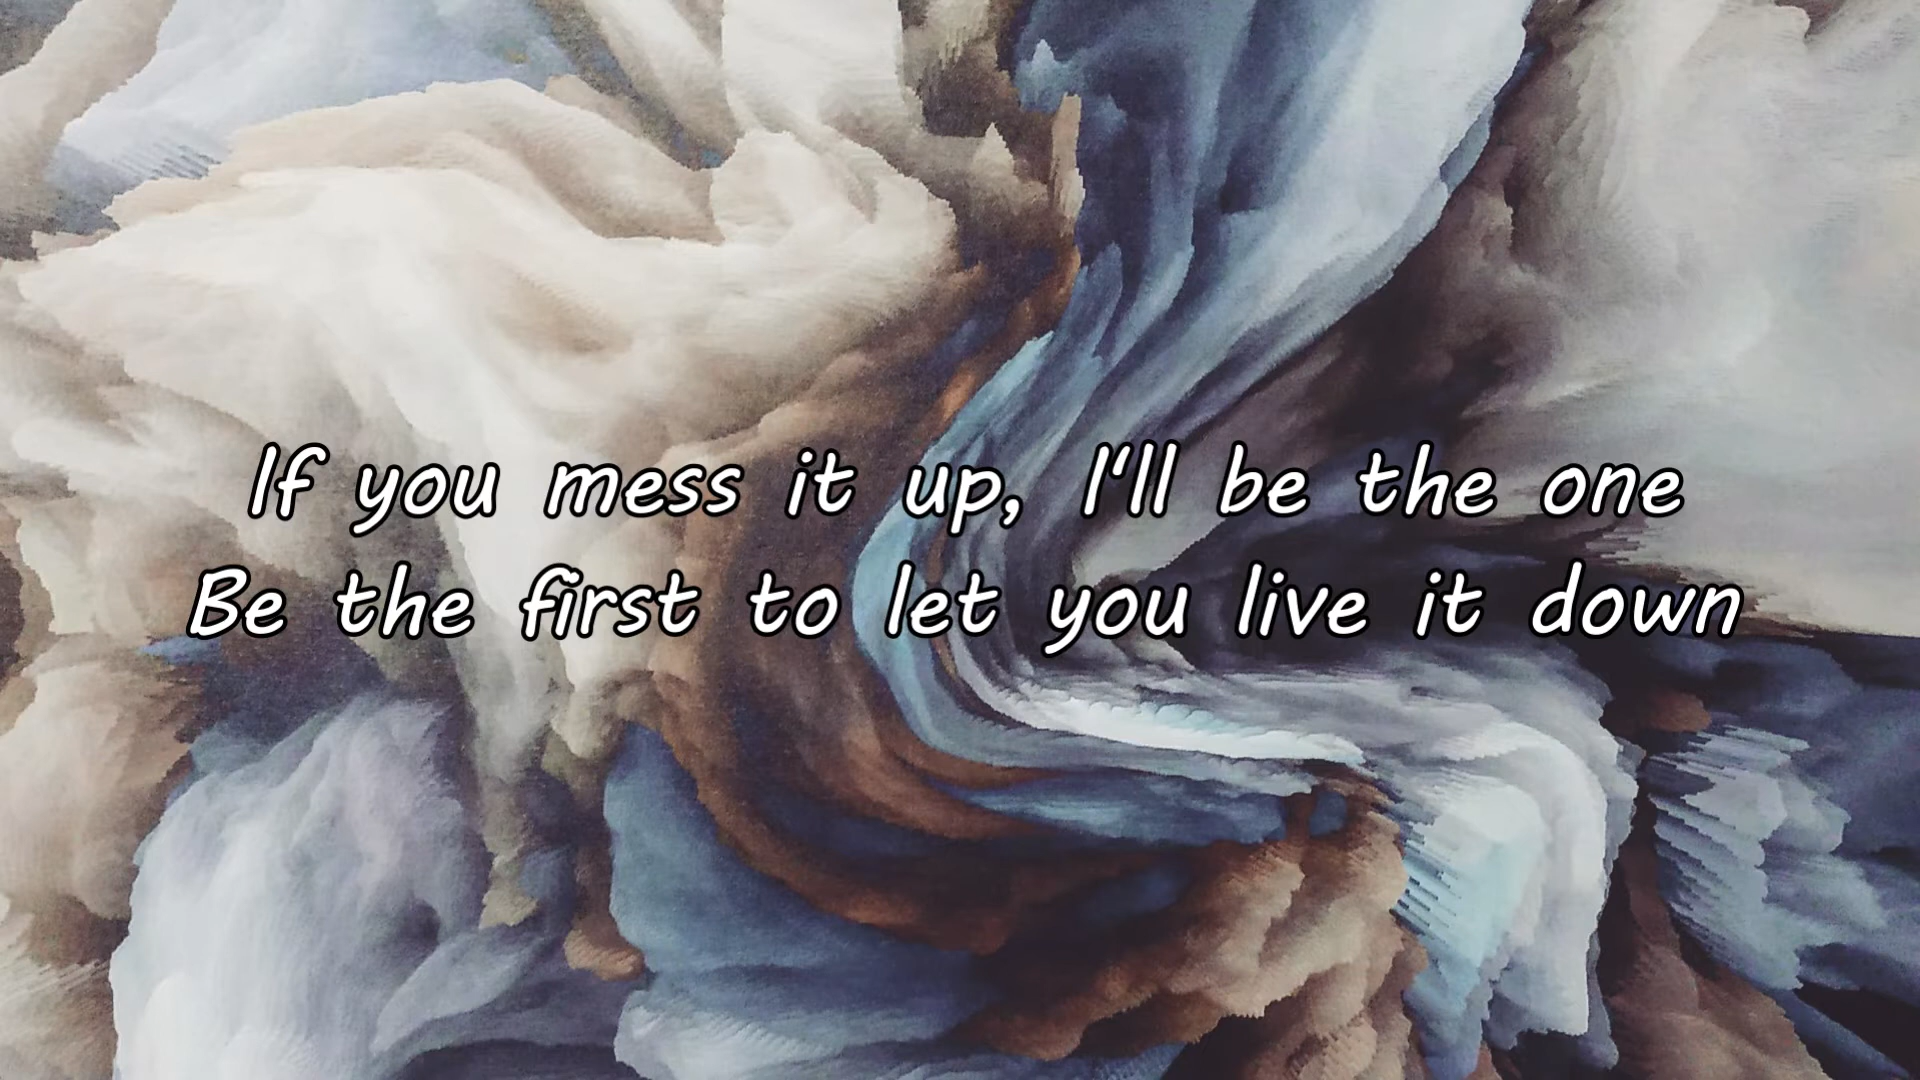 If you mess it up, I'll be the one
Be the first to let you live it down